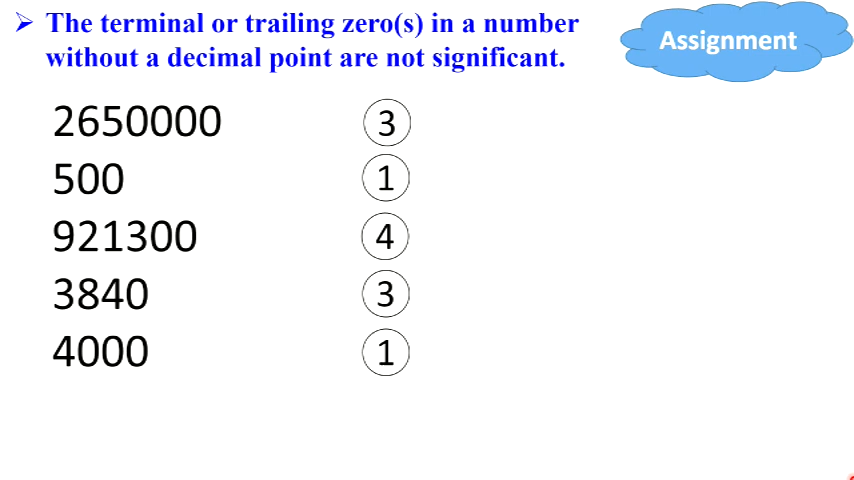 ➢ The terminal or trailing zero(s) in a number
without a decimal point are not significant.
Assignment
2650000 3
500 1
921300 4
3840 3
4000 1